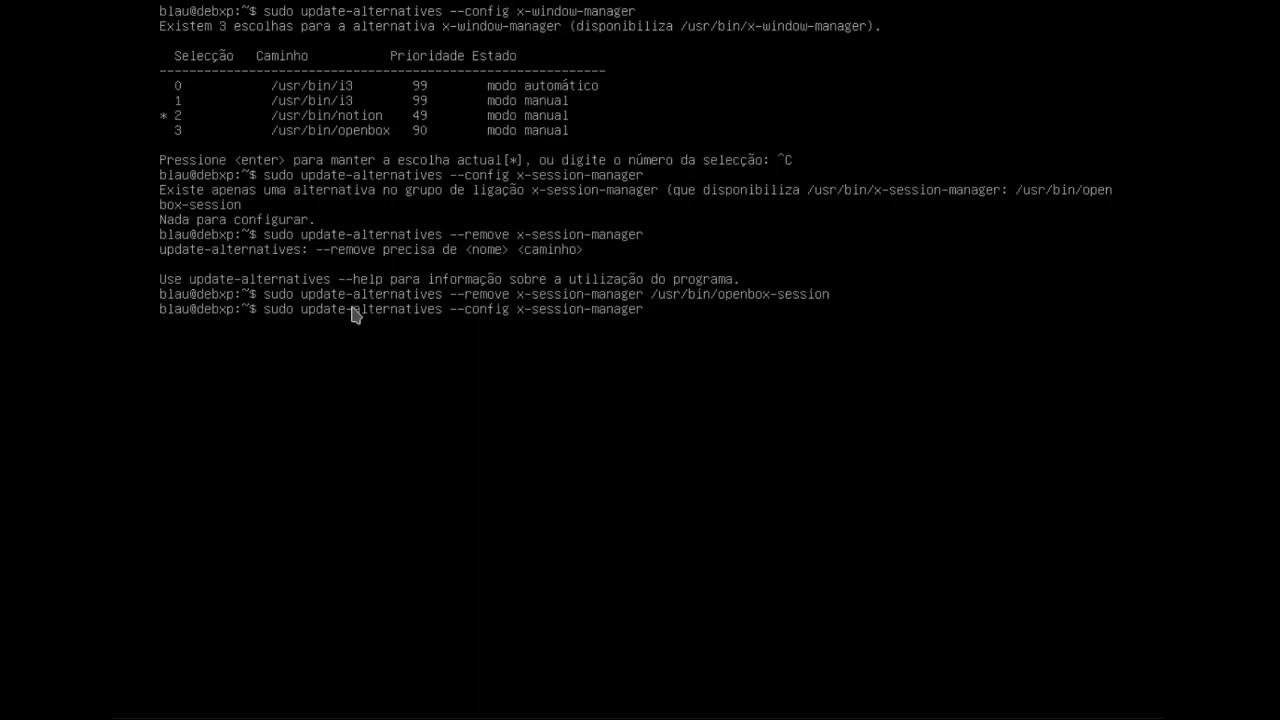 blau@debxp:~$ sudo update-alternatives --config x-window-manager
Existem 3 escolhas para a alternativa x-window-manager (disponibiliza /usr/bin/x-window-manager).
Selecção Caminho Prioridade Estado
------------------------------------------------------------
0 /usr/bin/i3 99 modo automático
1 /usr/bin/i3 99 modo manual
* 2 /usr/bin/notion 49 modo manual
3 /usr/bin/openbox 90 modo manual
Pressione <enter> para manter a escolha actual[*], ou digite o número da selecção: ^C
blau@debxp:~$ sudo update-alternatives --config x-session-manager
Existe apenas uma alternativa no grupo de ligação x-session-manager (que disponibiliza /usr/bin/x-session-manager: /usr/bin/open
box-session
Nada para configurar.
blau@debxp:~$ sudo update-alternatives --remove x-session-manager
update-alternatives: --remove precisa de <nome> <caminho>
Use update-alternatives --help para informação sobre a utilização do programa.
blau@debxp:~$ sudo update-alternatives --remove x-session-manager /usr/bin/openbox-session
blau@debxp:~$ sudo update-alternatives --config x-session-manager